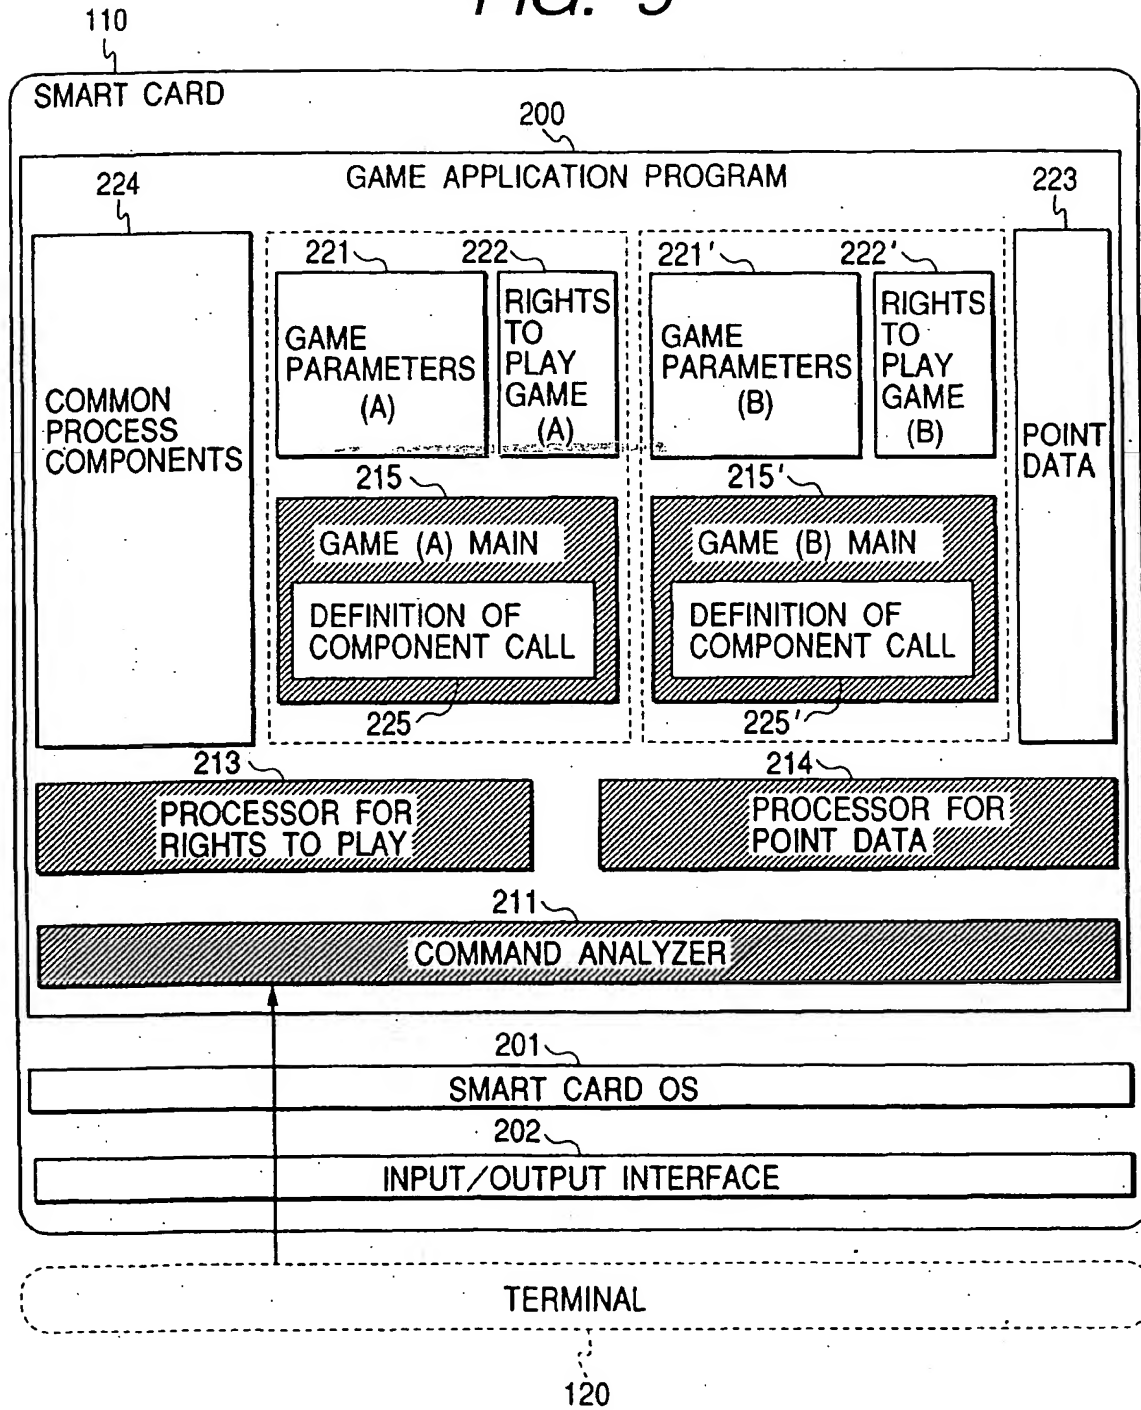 FIG.
110
SMART CARD
200
GAME APPLICATION PROGRAM
224
223
COMMON
PROCESS
COMPONENTS
221
222
GAME
PARAMETERS
(A)
RIGHTS
TO
PLAY
GAME
(A)
215
GAME (A) MAIN
DEFINITION OF
COMPONENT CALL
225
221'
222'
GAME
PARAMETERS
(B)
RIGHTS
TO
PLAY
GAME
(B)
215'
GAME (B) MAIN
DEFINITION OF
COMPONENT CALL
225'
POINT
DATA
213
PROCESSOR FOR
RIGHTS TO PLAY
214
PROCESSOR FOR
POINT DATA
211
COMMAND ANALYZER
201
SMART CARD OS
202
INPUT/OUTPUT INTERFACE
TERMINAL
120